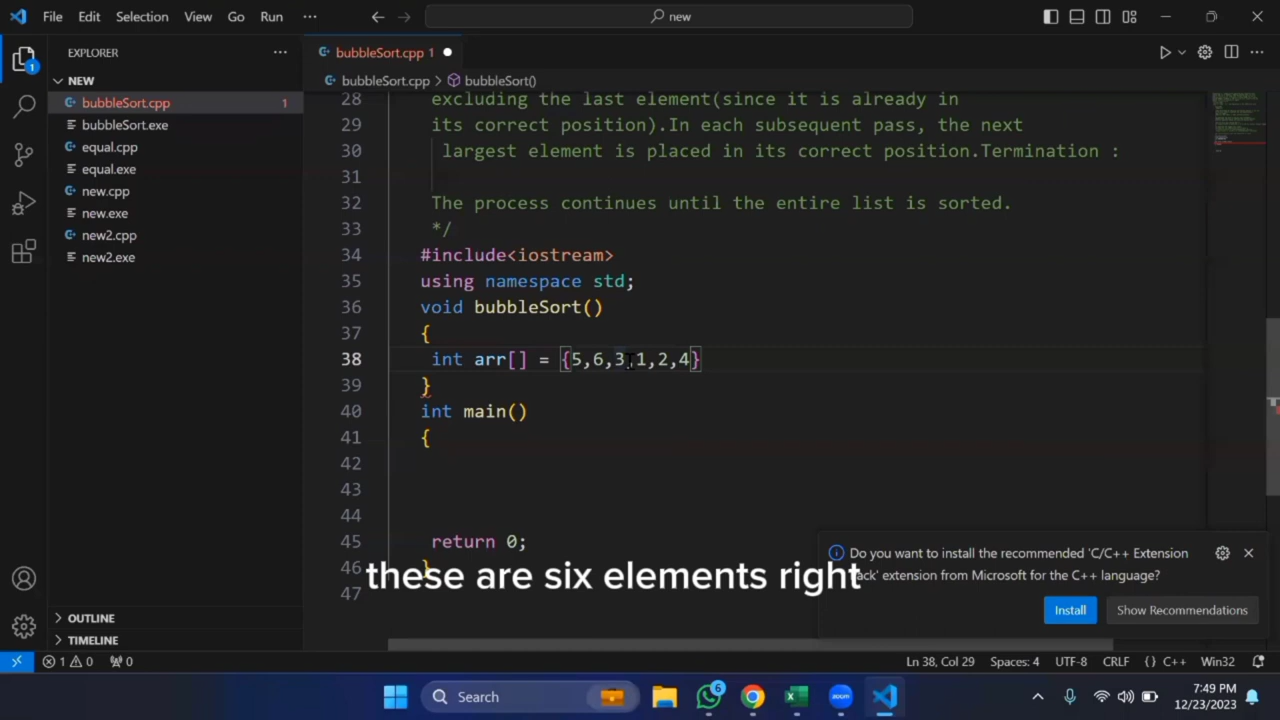 File Edit Selection View Go Run ··· new
EXPLORER ··· bubbleSort.cpp 1
NEW bubbleSort.cpp bubbleSort()
bubbleSort.cpp 1
bubbleSort.exe
equal.cpp
equal.exe
new.cpp
new.exe
new2.cpp
new2.exe
28 excluding the last element(since it is already in
29 its correct position).In each subsequent pass, the next
30 largest element is placed in its correct position.Termination :
31
32 The process continues until the entire list is sorted.
33 */
34 #include<iostream>
35 using namespace std;
36 void bubbleSort()
37 {
38 int arr[] = {5,6,3,1,2,4}
39 }
40 int main()
41 {
42
43
44
45 return 0;
46 }
47
these are six elements right
Do you want to install the recommended 'C/C++ Extension
ack' extension from Microsoft for the C++ language?
Install Show Recommendations
OUTLINE
TIMELINE
1 0 0 Ln 38, Col 29 Spaces: 4 UTF-8 CRLF {} C++ Win32
1
Search 6 zoom 7:49 PM
12/23/2023